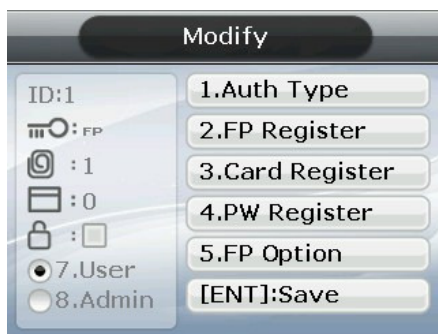 Modify
ID:1
: FP
: 1
: 0
:
7.User
8.Admin
1.Auth Type
2.FP Register
3.Card Register
4.PW Register
5.FP Option
[ENT]:Save